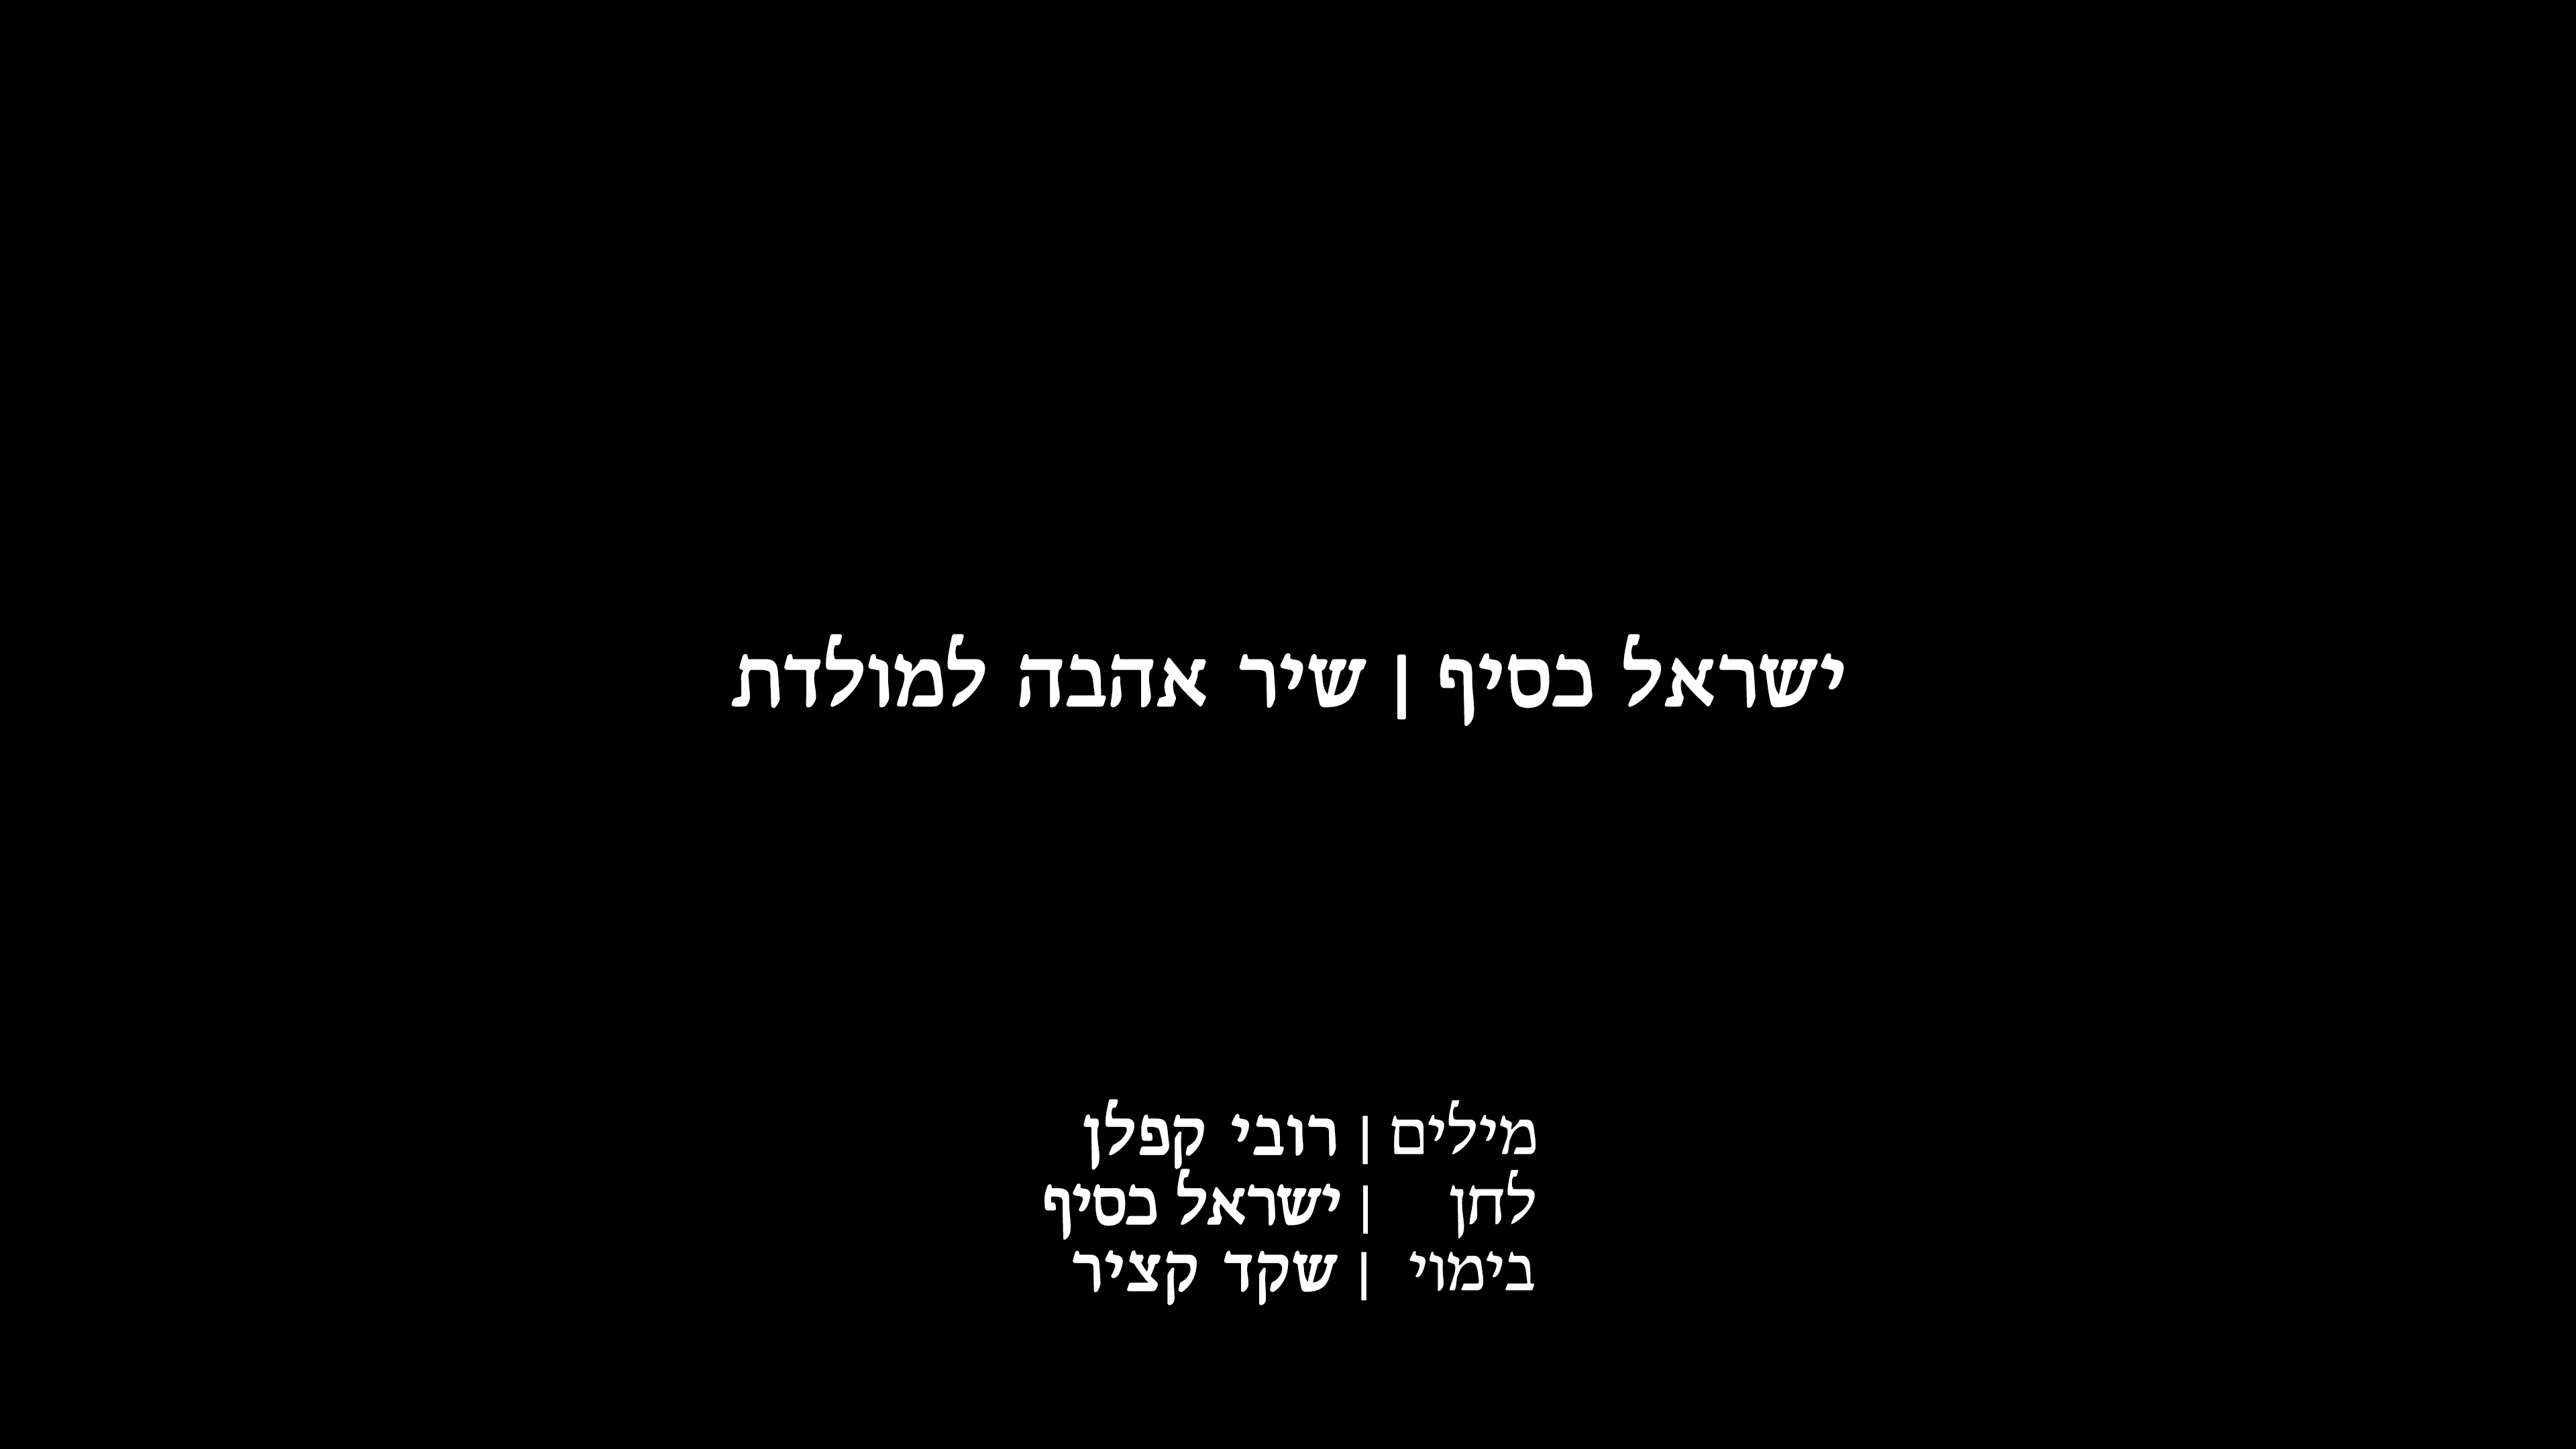 ישראל כסיף | שיר אהבה למולדת
מילים | רובי קפלן
לחן | ישראל כסיף
בימוי | שקד קציר